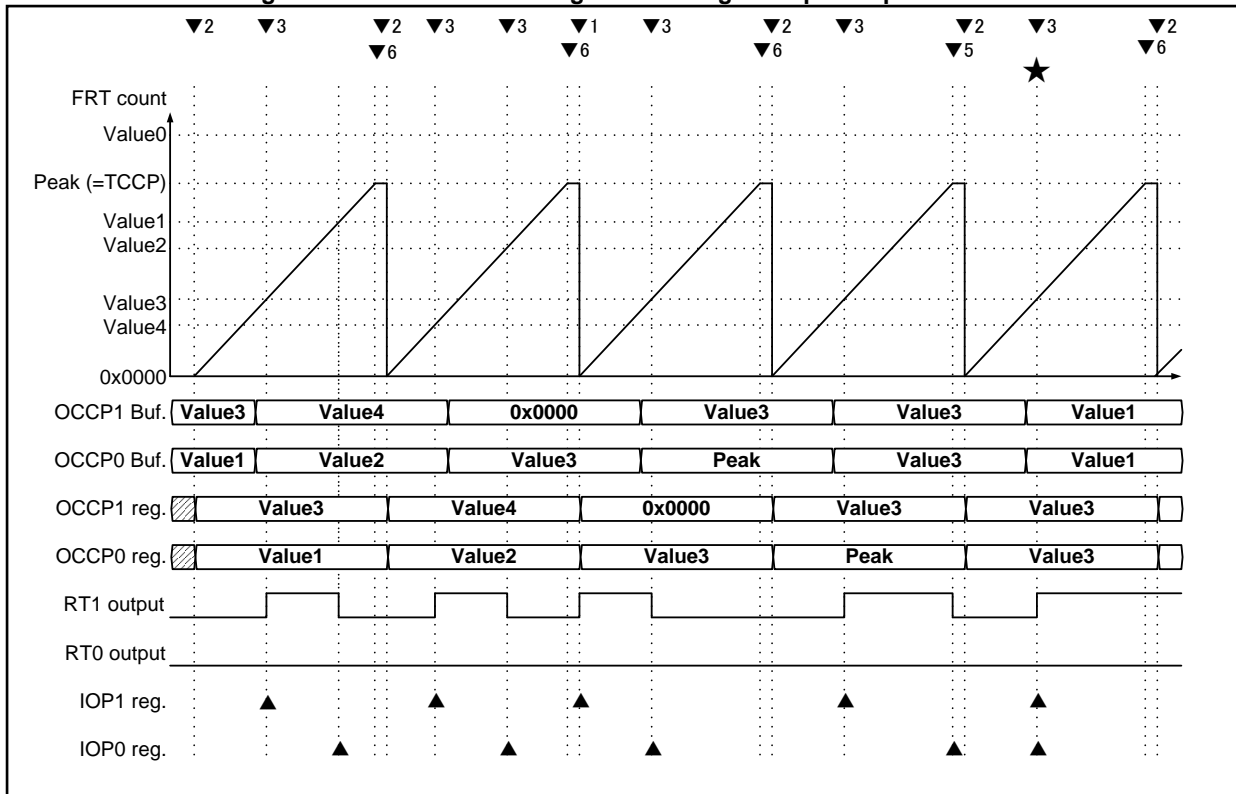 ▼2 ▼3 ▼2 ▼3 ▼3 ▼1 ▼3 ▼2 ▼3 ▼2 ▼3 ▼2
▼6 ▼6 ▼6 ▼5 ★ ▼6
FRT count
Value0
Peak (=TCCP)
Value1
Value2
Value3
Value4
0x0000
OCCP1 Buf. Value3 Value4 0x0000 Value3 Value3 Value1
OCCP0 Buf. Value1 Value2 Value3 Peak Value3 Value1
OCCP1 reg. Value3 Value4 0x0000 Value3 Value3
OCCP0 reg. Value1 Value2 Value3 Peak Value3
RT1 output
RT0 output
IOP1 reg. ▲ ▲ ▲ ▲ ▲
IOP0 reg. ▲ ▲ ▲ ▲ ▲